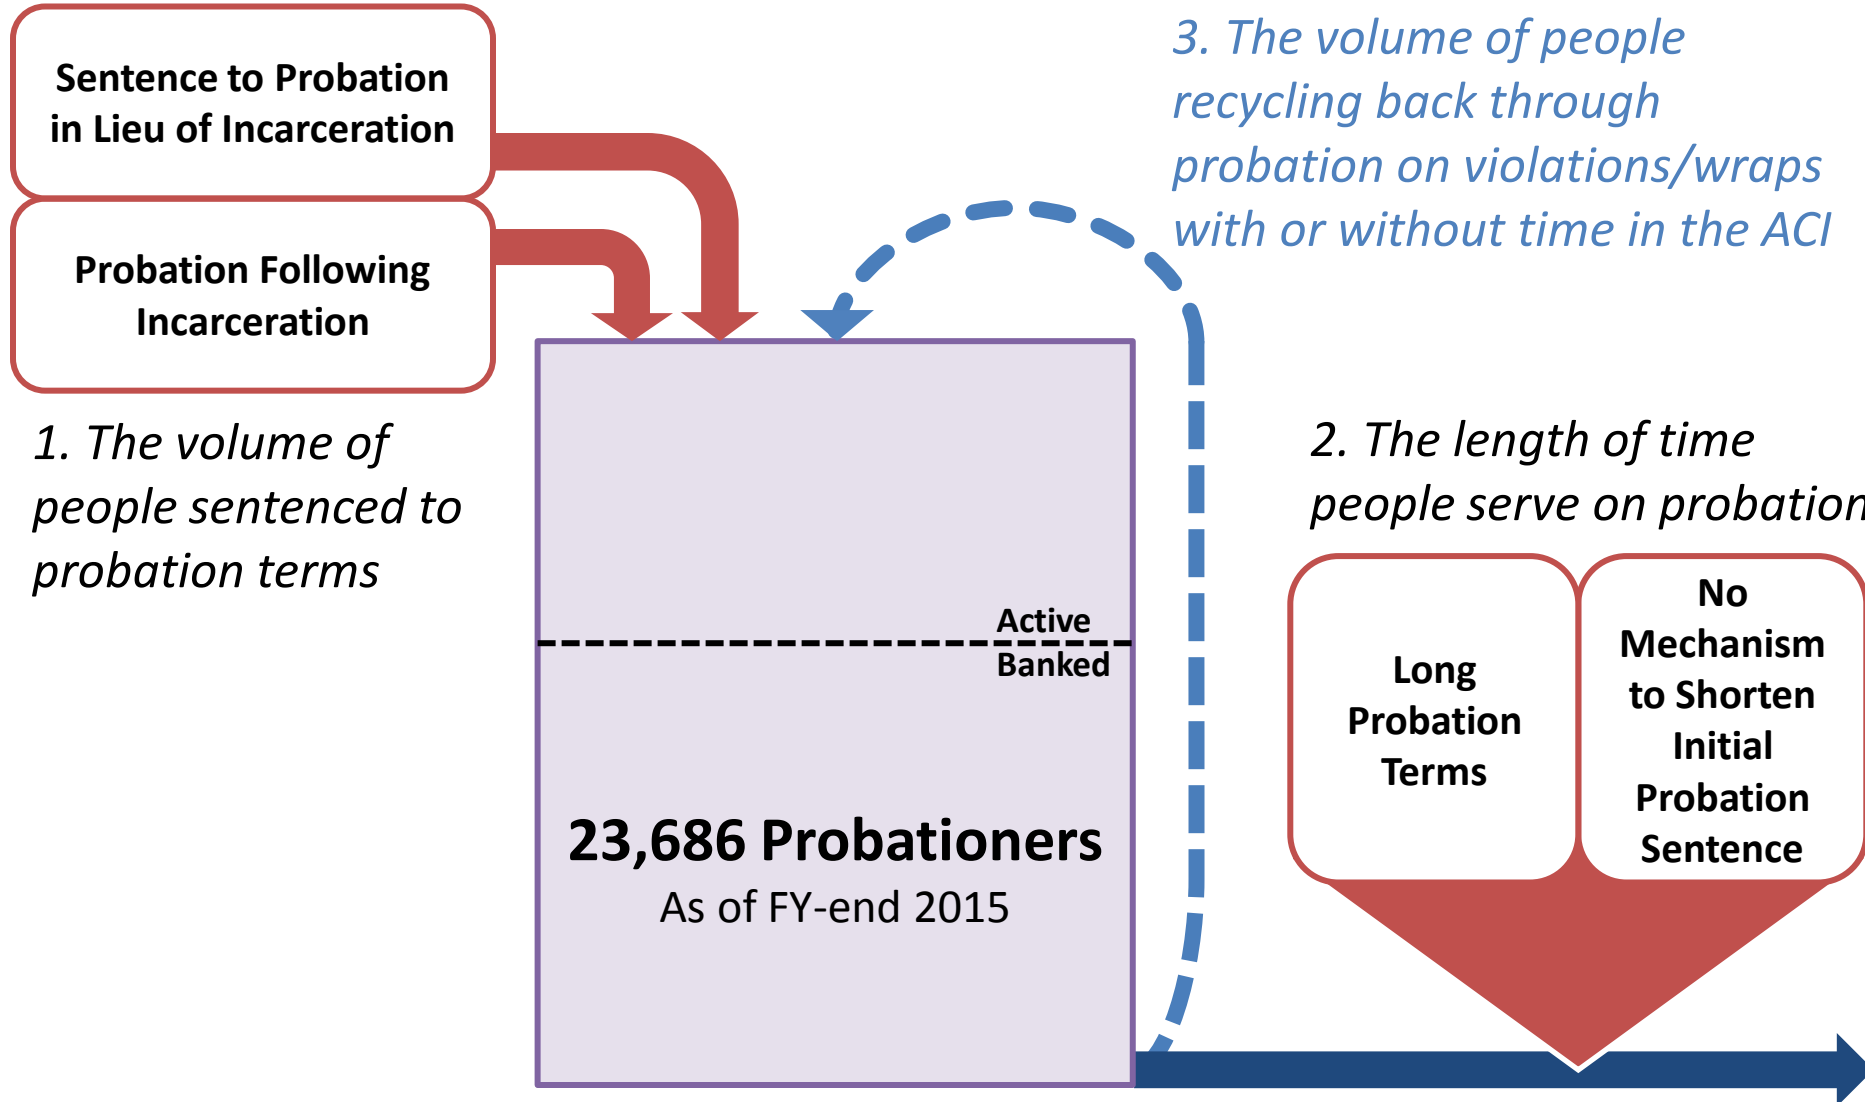 Sentence to Probation
in Lieu of Incarceration
Probation Following
Incarceration
1. The volume of
people sentenced to
probation terms
3. The volume of people
recycling back through
probation on violations/wraps
with or without time in the ACI
Active
Banked
23,686 Probationers
As of FY-end 2015
2. The length of time
people serve on probation
Long
Probation
Terms
No
Mechanism
to Shorten
Initial
Probation
Sentence